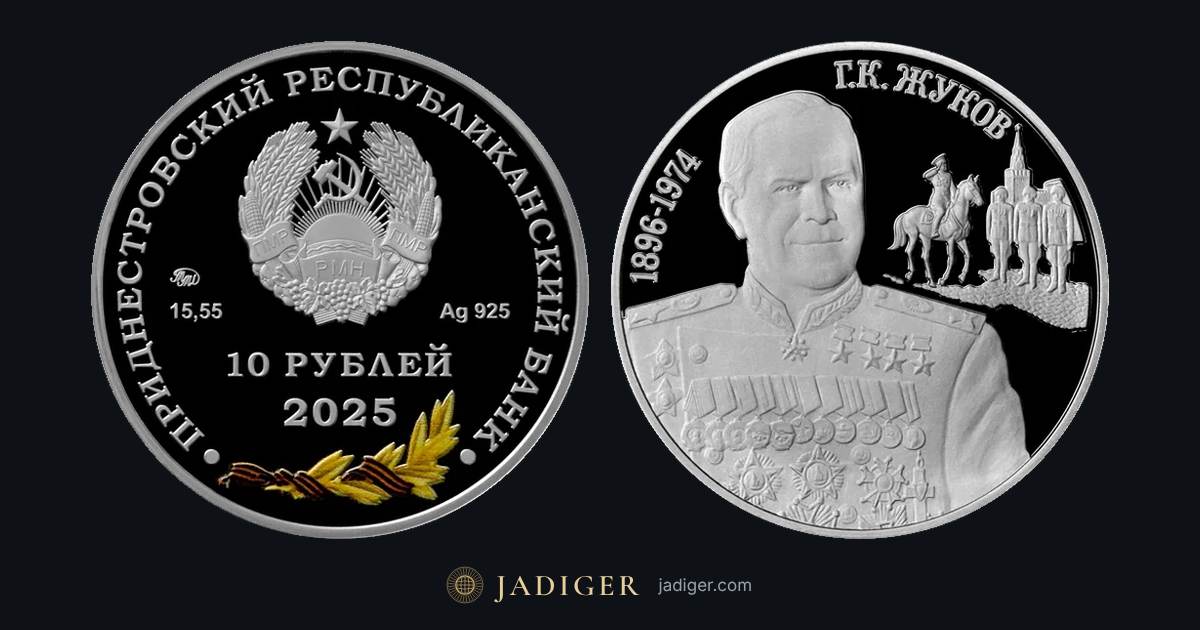 ПРИДНЕСТРОВСКИЙ РЕСПУБЛИКАНСКИЙ БАНК
ПМР ПМР
РМН
ТМД
15,55 Ag 925
10 РУБЛЕЙ
2025
Г.К. ЖУКОВ
1896-1974
JADIGER jadiger.com